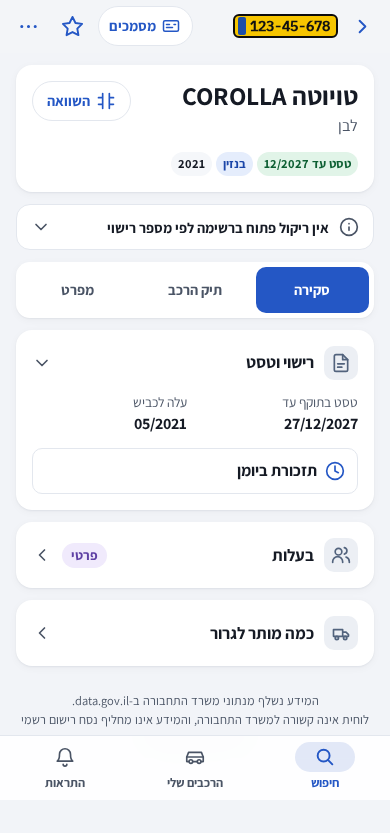 123-45-678
מסמכים
טויוטה COROLLA
השוואה
לבן
טסט עד 12/2027
בנזין
2021
אין ריקול פתוח ברשימה לפי מספר רישוי
סקירה
תיק הרכב
מפרט
רישוי וטסט
טסט בתוקף עד
עלה לכביש
27/12/2027
05/2021
תזכורת ביומן
בעלות
פרטי
כמה מותר לגרור
המידע נשלף מנתוני משרד התחבורה ב-data.gov.il.
לוחית אינה קשורה למשרד התחבורה, והמידע אינו מחליף נסח רישום רשמי
חיפוש
הרכבים שלי
התראות